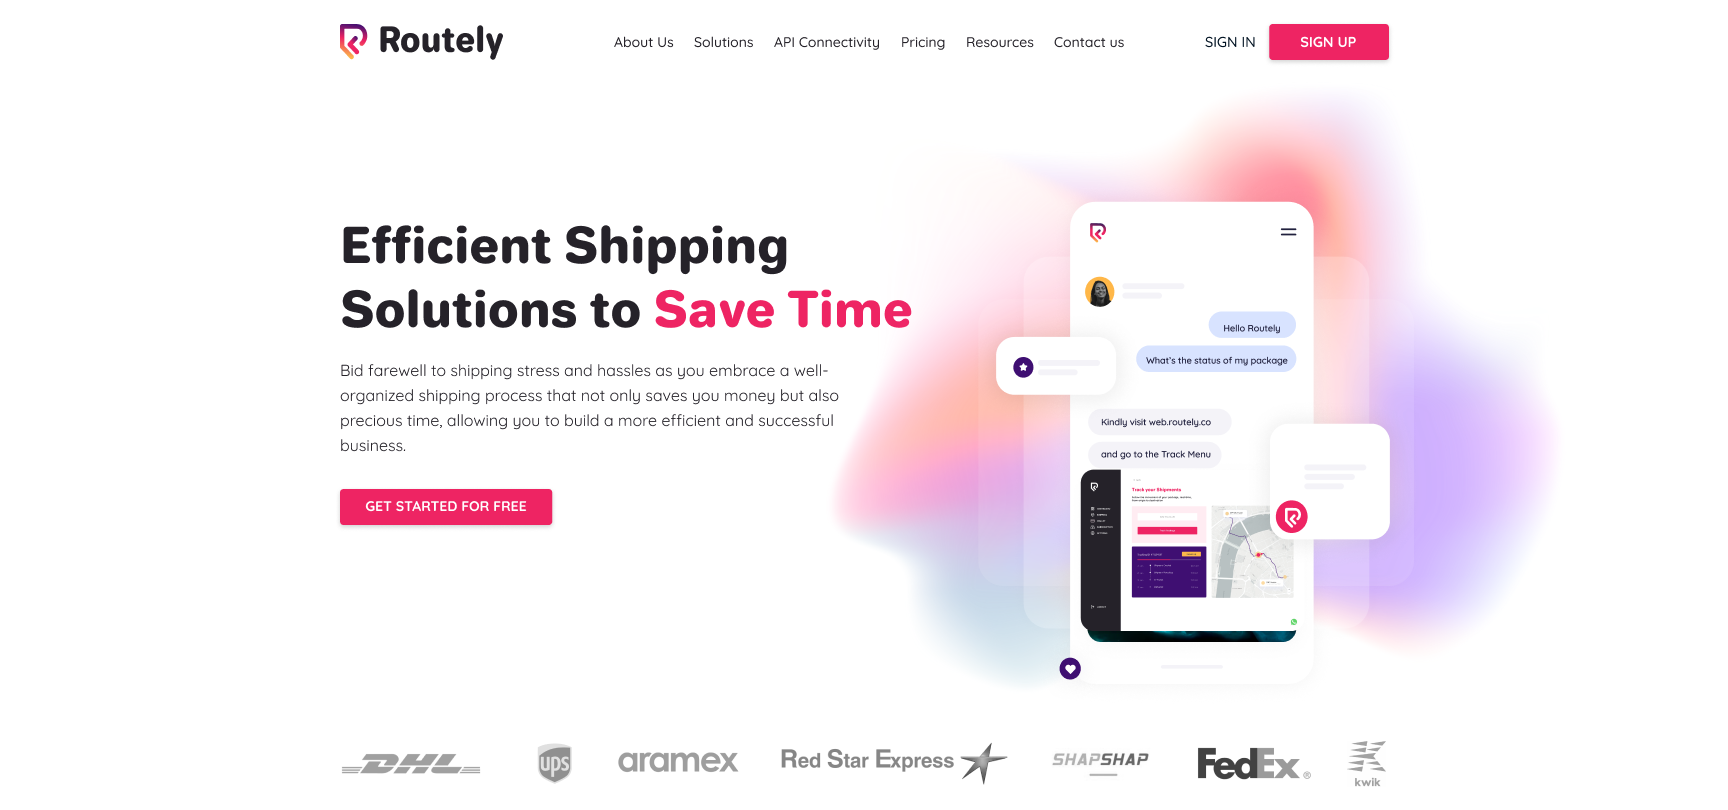 Routely
About Us Solutions API Connectivity Pricing Resources Contact us
SIGN IN SIGN UP
Efficient Shipping
Solutions to Save Time
Bid farewell to shipping stress and hassles as you embrace a well-
organized shipping process that not only saves you money but also
precious time, allowing you to build a more efficient and successful
business.
GET STARTED FOR FREE
Hello Routely
What's the status of my package
Kindly visit web.routely.co
and go to the Track Menu
Track your Shipments
DHL
ups
aramex
Red Star Express
SHAPSHAP
FedEx®
kwik